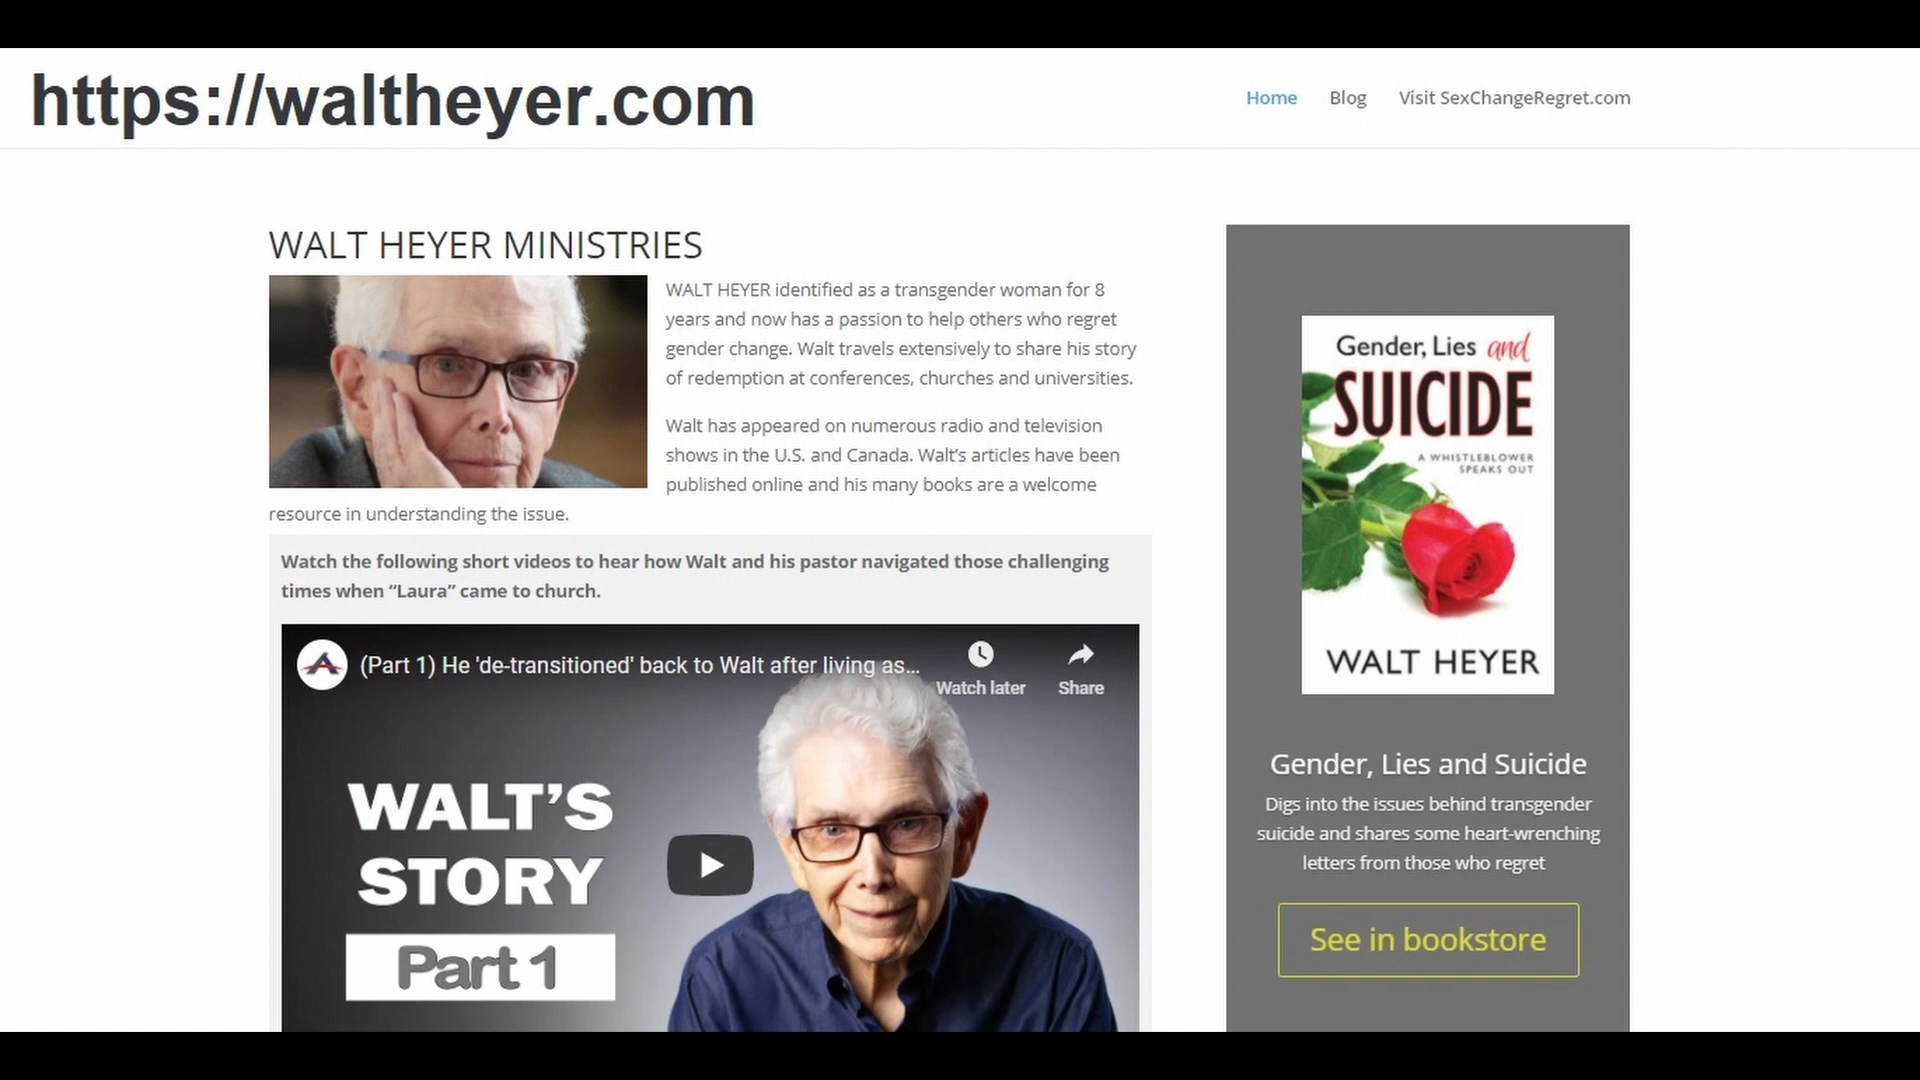 https://waltheyer.com
Home Blog Visit SexChangeRegret.com
WALT HEYER MINISTRIES
WALT HEYER identified as a transgender woman for 8
years and now has a passion to help others who regret
gender change. Walt travels extensively to share his story
of redemption at conferences, churches and universities.
Walt has appeared on numerous radio and television
shows in the U.S. and Canada. Walt’s articles have been
published online and his many books are a welcome
resource in understanding the issue.
Watch the following short videos to hear how Walt and his pastor navigated those challenging
times when “Laura” came to church.
(Part 1) He 'de-transitioned' back to Walt after living as...
Watch later
Share
WALT’S
STORY
Part 1
Gender, Lies and
SUICIDE
A WHISTLEBLOWER
SPEAKS OUT
WALT HEYER
Gender, Lies and Suicide
Digs into the issues behind transgender
suicide and shares some heart-wrenching
letters from those who regret
See in bookstore